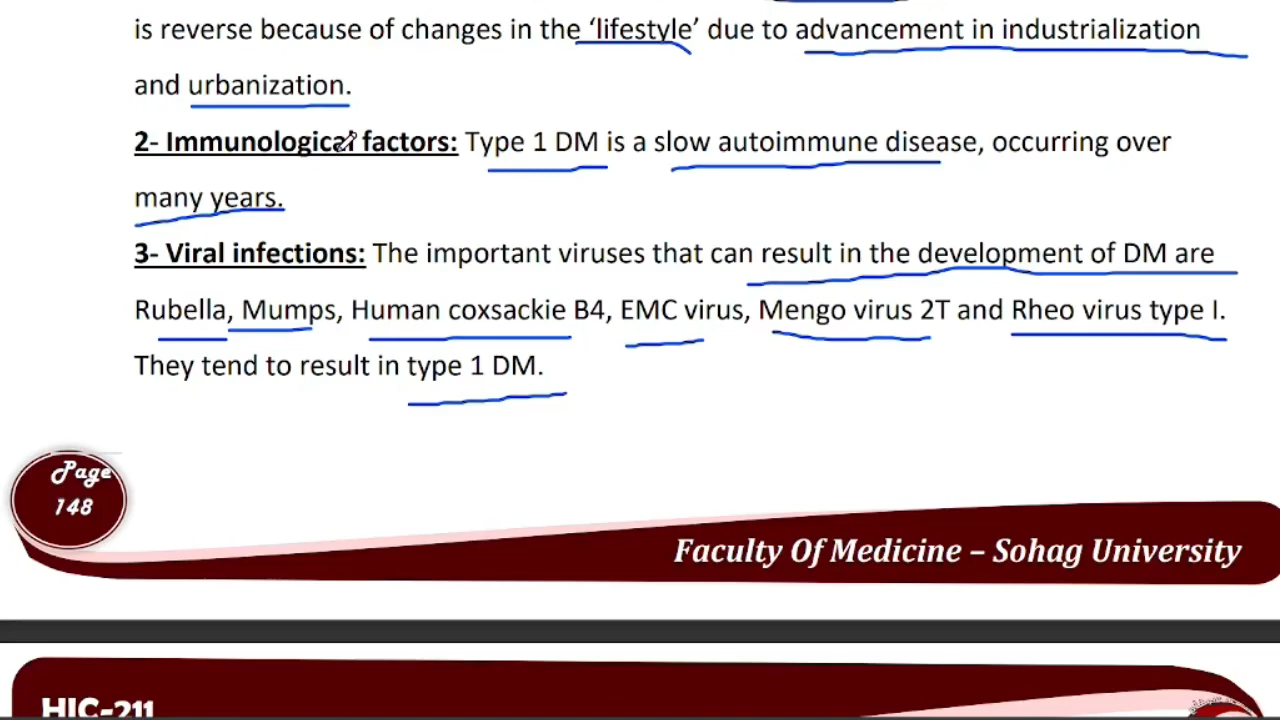 is reverse because of changes in the ‘lifestyle’ due to advancement in industrialization
and urbanization.
2- Immunological factors: Type 1 DM is a slow autoimmune disease, occurring over
many years.
3- Viral infections: The important viruses that can result in the development of DM are
Rubella, Mumps, Human coxsackie B4, EMC virus, Mengo virus 2T and Rheo virus type I.
They tend to result in type 1 DM.
Page
148
Faculty Of Medicine – Sohag University
HIC-211